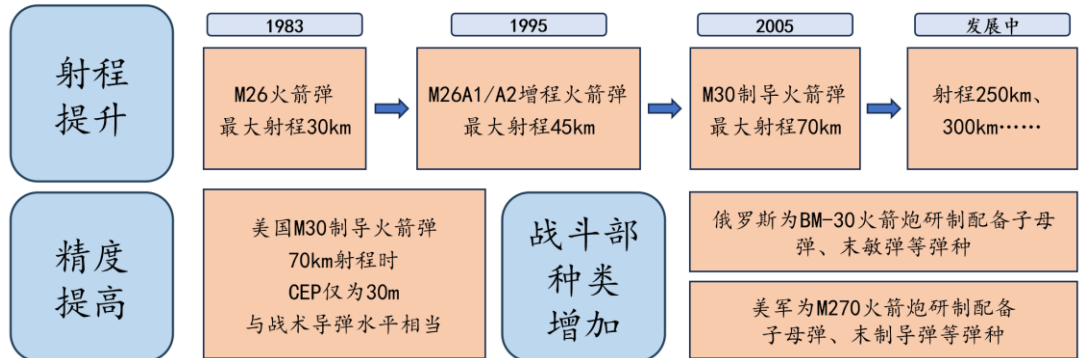 射程
提升
1983
M26火箭弹
最大射程30km
1995
M26A1/A2增程火箭弹
最大射程45km
2005
M30制导火箭弹
最大射程70km
发展中
射程250km、
300km……
精度
提高
美国M30制导火箭弹
70km射程时
CEP仅为30m
与战术导弹水平相当
战斗部
种类
增加
俄罗斯为BM-30火箭炮研制配备子母
弹、末敏弹等弹种
美军为M270火箭炮研制配备
子母弹、末制导弹等弹种